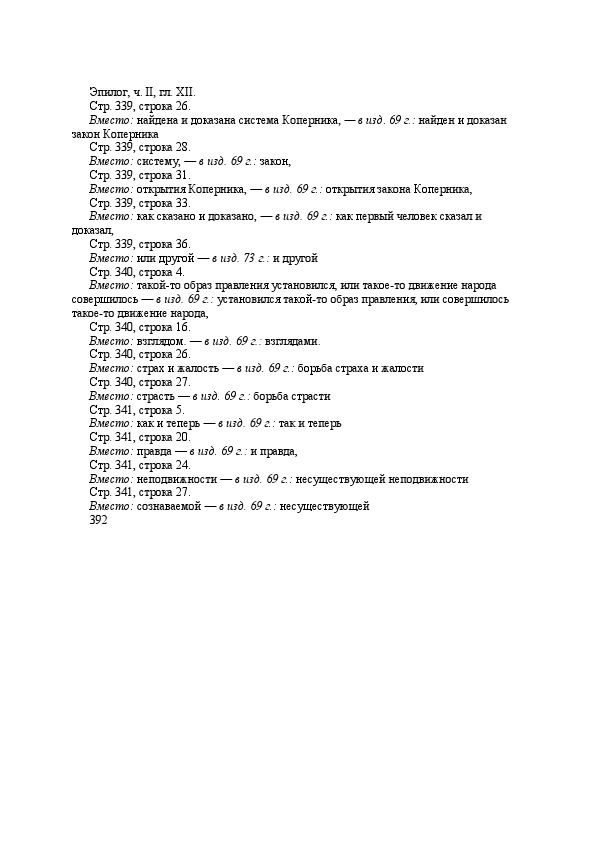 Эпилог, ч. II, гл. XII.
Стр. 339, строка 26.
Вместо: найдена и доказана система Коперника, — в изд. 69 г.: найден и доказан
закон Коперника
Стр. 339, строка 28.
Вместо: систему, — в изд. 69 г.: закон,
Стр. 339, строка 31.
Вместо: открытия Коперника, — в изд. 69 г.: открытия закона Коперника,
Стр. 339, строка 33.
Вместо: как сказано и доказано, — в изд. 69 г.: как первый человек сказал и
доказал,
Стр. 339, строка 36.
Вместо: или другой — в изд. 73 г.: и другой
Стр. 340, строка 4.
Вместо: такой-то образ правления установился, или такое-то движение народа
совершилось — в изд. 69 г.: установился такой-то образ правления, или совершилось
такое-то движение народа,
Стр. 340, строка 16.
Вместо: взглядом. — в изд. 69 г.: взглядами.
Стр. 340, строка 26.
Вместо: страх и жалость — в изд. 69 г.: борьба страха и жалости
Стр. 340, строка 27.
Вместо: страсть — в изд. 69 г.: борьба страсти
Стр. 341, строка 5.
Вместо: как и теперь — в изд. 69 г.: так и теперь
Стр. 341, строка 20.
Вместо: правда — в изд. 69 г.: и правда,
Стр. 341, строка 24.
Вместо: неподвижности — в изд. 69 г.: несуществующей неподвижности
Стр. 341, строка 27.
Вместо: сознаваемой — в изд. 69 г.: несуществующей
392